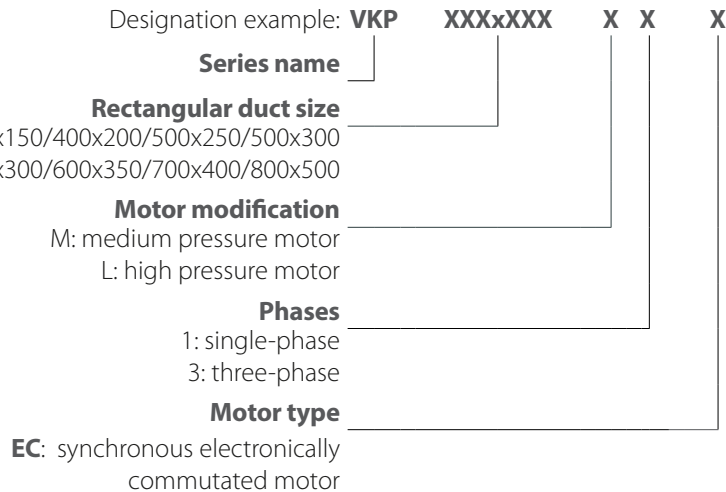 Designation example: VKP XXXxXXX X X X
Series name
Rectangular duct size
x150/400x200/500x250/500x300
x300/600x350/700x400/800x500
Motor modification
M: medium pressure motor
L: high pressure motor
Phases
1: single-phase
3: three-phase
Motor type
EC: synchronous electronically
commutated motor